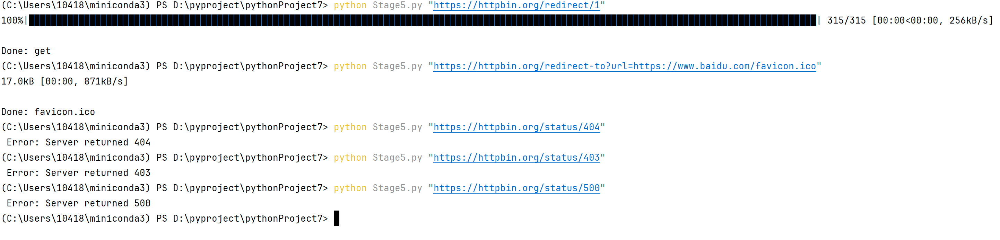 (C:\Users\10418\miniconda3) PS D:\pyproject\pythonProject7> python Stage5.py "https://httpbin.org/redirect/1"
100%|██████████| 315/315 [00:00<00:00, 256kB/s]
Done: get
(C:\Users\10418\miniconda3) PS D:\pyproject\pythonProject7> python Stage5.py "https://httpbin.org/redirect-to?url=https://www.baidu.com/favicon.ico"
17.0kB [00:00, 871kB/s]
Done: favicon.ico
(C:\Users\10418\miniconda3) PS D:\pyproject\pythonProject7> python Stage5.py "https://httpbin.org/status/404"
 Error: Server returned 404
(C:\Users\10418\miniconda3) PS D:\pyproject\pythonProject7> python Stage5.py "https://httpbin.org/status/403"
 Error: Server returned 403
(C:\Users\10418\miniconda3) PS D:\pyproject\pythonProject7> python Stage5.py "https://httpbin.org/status/500"
 Error: Server returned 500
(C:\Users\10418\miniconda3) PS D:\pyproject\pythonProject7>